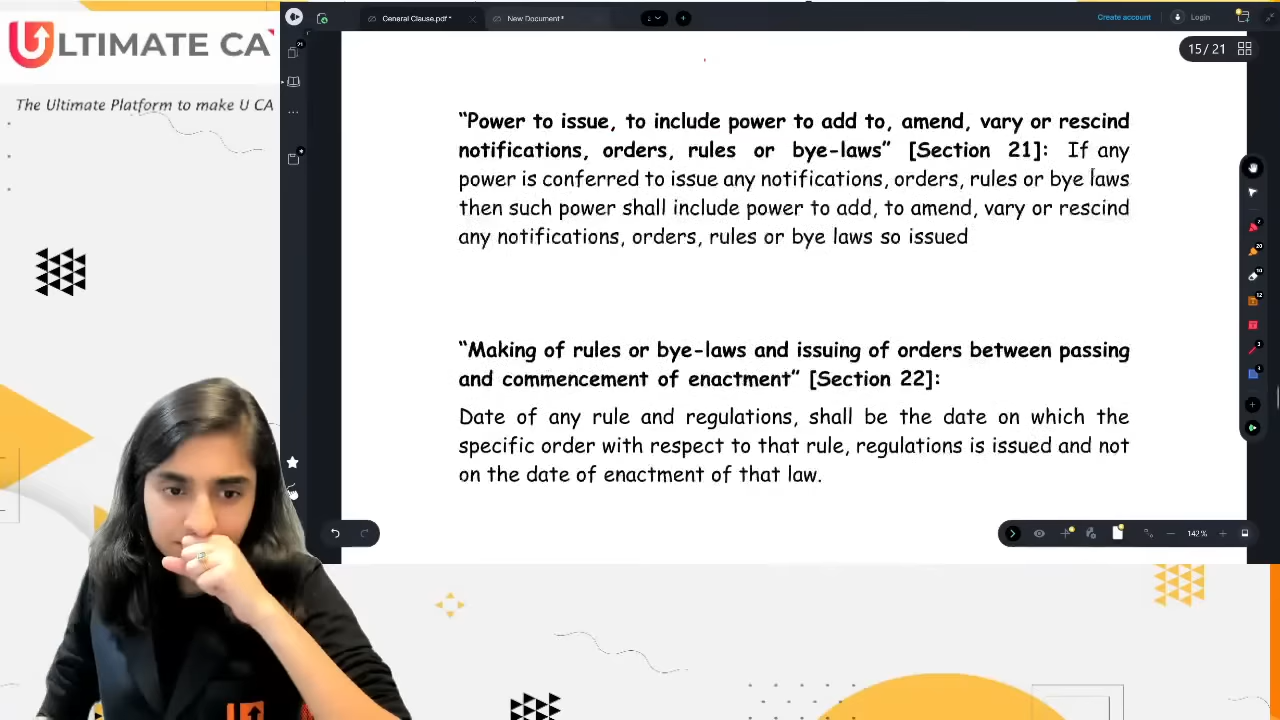 ULTIMATE CA
The Ultimate Platform to make U CA
General Clause.pdf *
New Document*
Create account
Login
15/21
"Power to issue, to include power to add to, amend, vary or rescind
notifications, orders, rules or bye-laws" [Section 21]: If any
power is conferred to issue any notifications, orders, rules or bye laws
then such power shall include power to add, to amend, vary or rescind
any notifications, orders, rules or bye laws so issued
"Making of rules or bye-laws and issuing of orders between passing
and commencement of enactment" [Section 22]:
Date of any rule and regulations, shall be the date on which the
specific order with respect to that rule, regulations is issued and not
on the date of enactment of that law.
142%